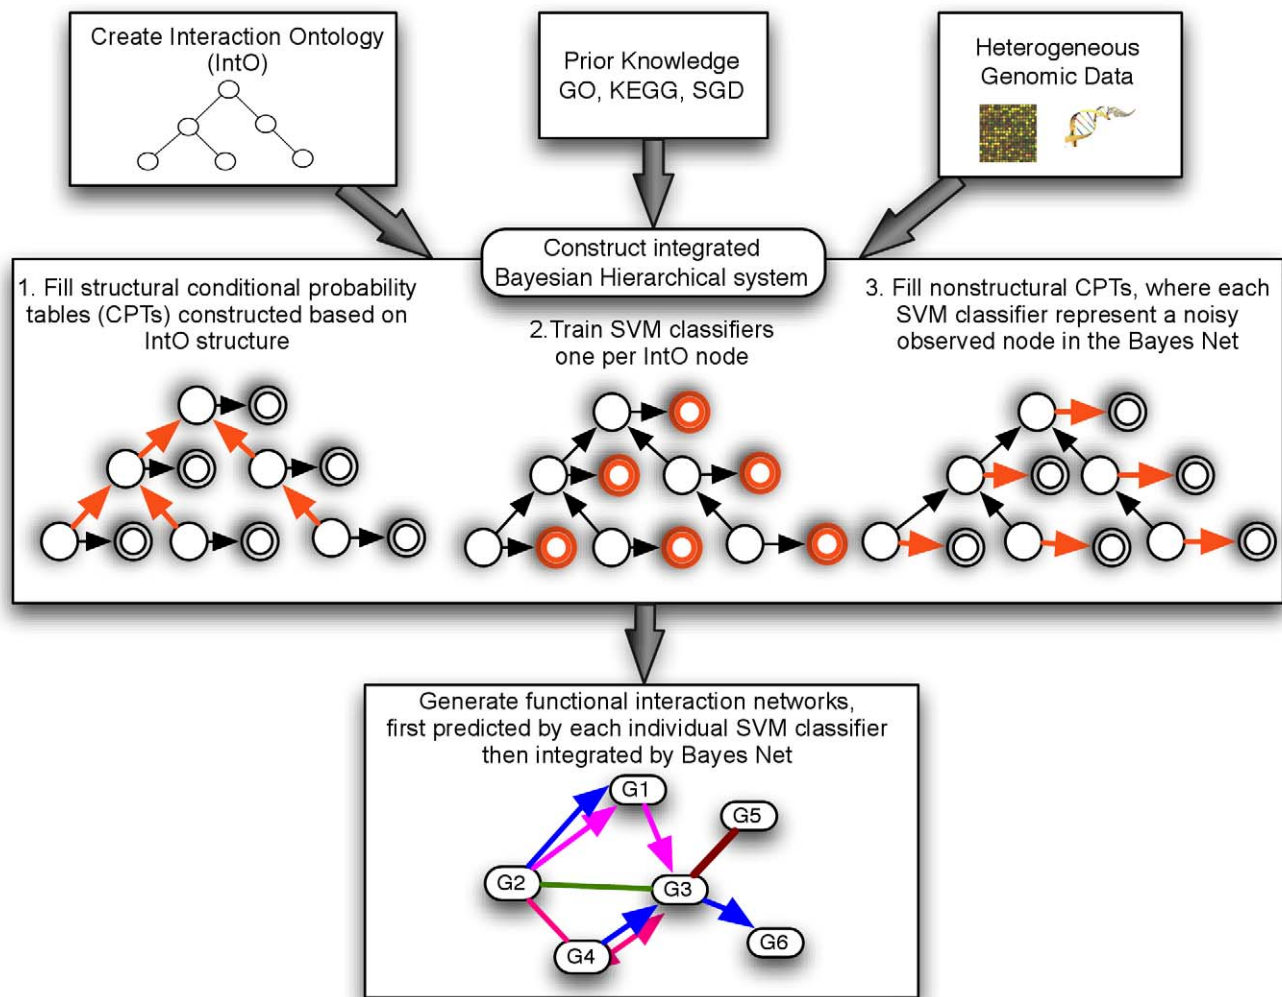 Create Interaction Ontology
(IntO)
Prior Knowledge
GO, KEGG, SGD
Heterogeneous
Genomic Data
Construct integrated
Bayesian Hierarchical system
1. Fill structural conditional probability
tables (CPTs) constructed based on
IntO structure
2.Train SVM classifiers
one per IntO node
3. Fill nonstructural CPTs, where each
SVM classifier represent a noisy
observed node in the Bayes Net
Generate functional interaction networks,
first predicted by each individual SVM classifier
then integrated by Bayes Net
G1
G5
G2
G3
G4
G6